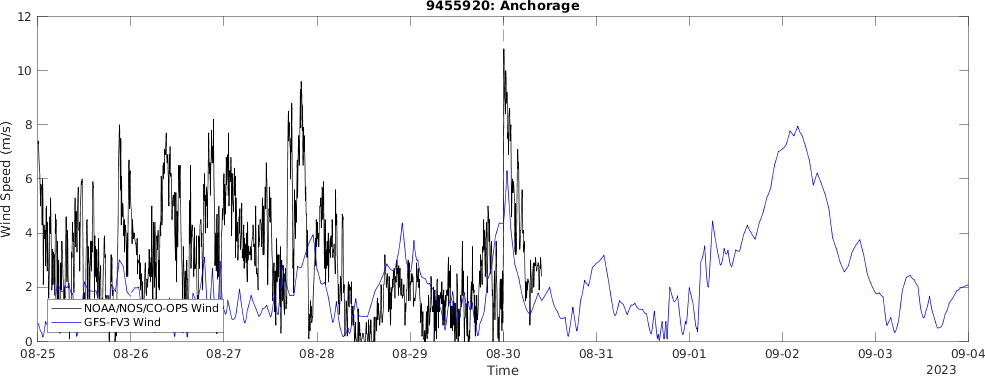 9455920: Anchorage
Wind Speed (m/s)
12
10
8
6
4
2
0
NOAA/NOS/CO-OPS Wind
GFS-FV3 Wind
08-25 08-26 08-27 08-28 08-29 08-30 08-31 09-01 09-02 09-03 09-04
Time
2023